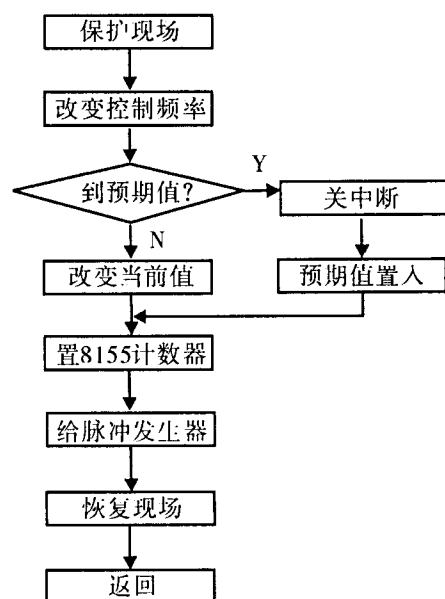 保护现场
改变控制频率
到预期值?
Y
关中断
N
改变当前值
预期值置入
置8155计数器
给脉冲发生器
恢复现场
返回